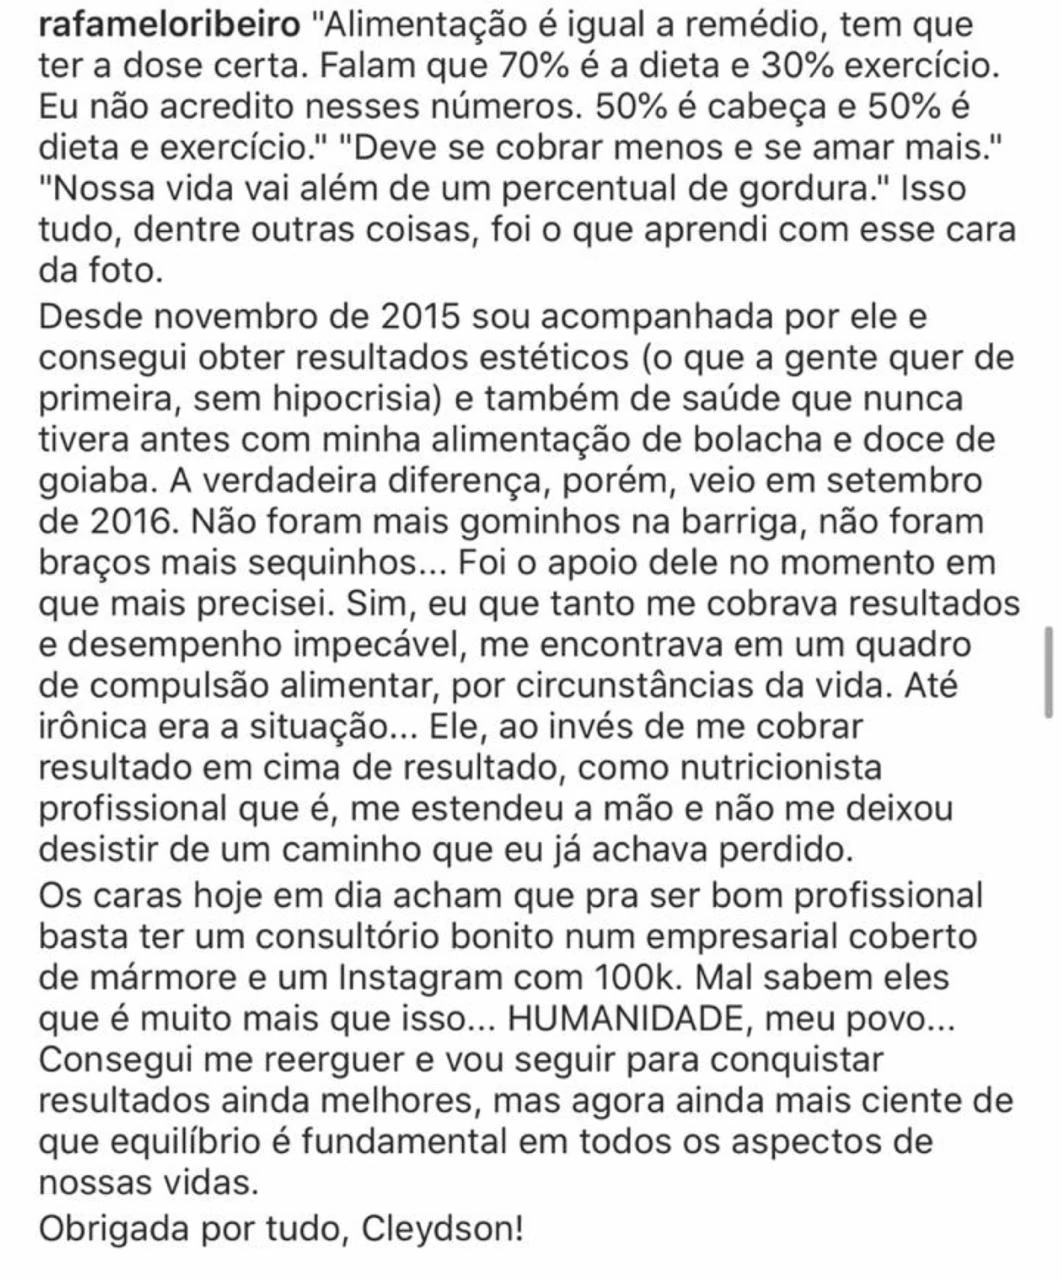 rafameloribeiro "Alimentação é igual a remédio, tem que
ter a dose certa. Falam que 70% é a dieta e 30% exercício.
Eu não acredito nesses números. 50% é cabeça e 50% é
dieta e exercício." "Deve se cobrar menos e se amar mais."
"Nossa vida vai além de um percentual de gordura." Isso
tudo, dentre outras coisas, foi o que aprendi com esse cara
da foto.
Desde novembro de 2015 sou acompanhada por ele e
consegui obter resultados estéticos (o que a gente quer de
primeira, sem hipocrisia) e também de saúde que nunca
tivera antes com minha alimentação de bolacha e doce de
goiaba. A verdadeira diferença, porém, veio em setembro
de 2016. Não foram mais gominhos na barriga, não foram
braços mais sequinhos... Foi o apoio dele no momento em
que mais precisei. Sim, eu que tanto me cobrava resultados
e desempenho impecável, me encontrava em um quadro
de compulsão alimentar, por circunstâncias da vida. Até
irônica era a situação... Ele, ao invés de me cobrar
resultado em cima de resultado, como nutricionista
profissional que é, me estendeu a mão e não me deixou
desistir de um caminho que eu já achava perdido.
Os caras hoje em dia acham que pra ser bom profissional
basta ter um consultório bonito num empresarial coberto
de mármore e um Instagram com 100k. Mal sabem eles
que é muito mais que isso... HUMANIDADE, meu povo...
Consegui me reerguer e vou seguir para conquistar
resultados ainda melhores, mas agora ainda mais ciente de
que equilíbrio é fundamental em todos os aspectos de
nossas vidas.
Obrigada por tudo, Cleydson!